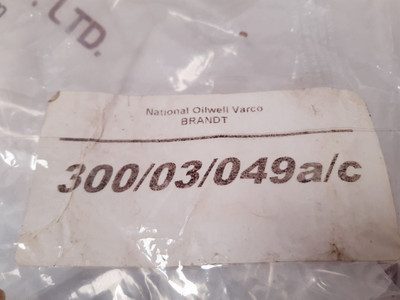 LTD.
National Oilwell Varco
BRANDT
300/03/049a/c